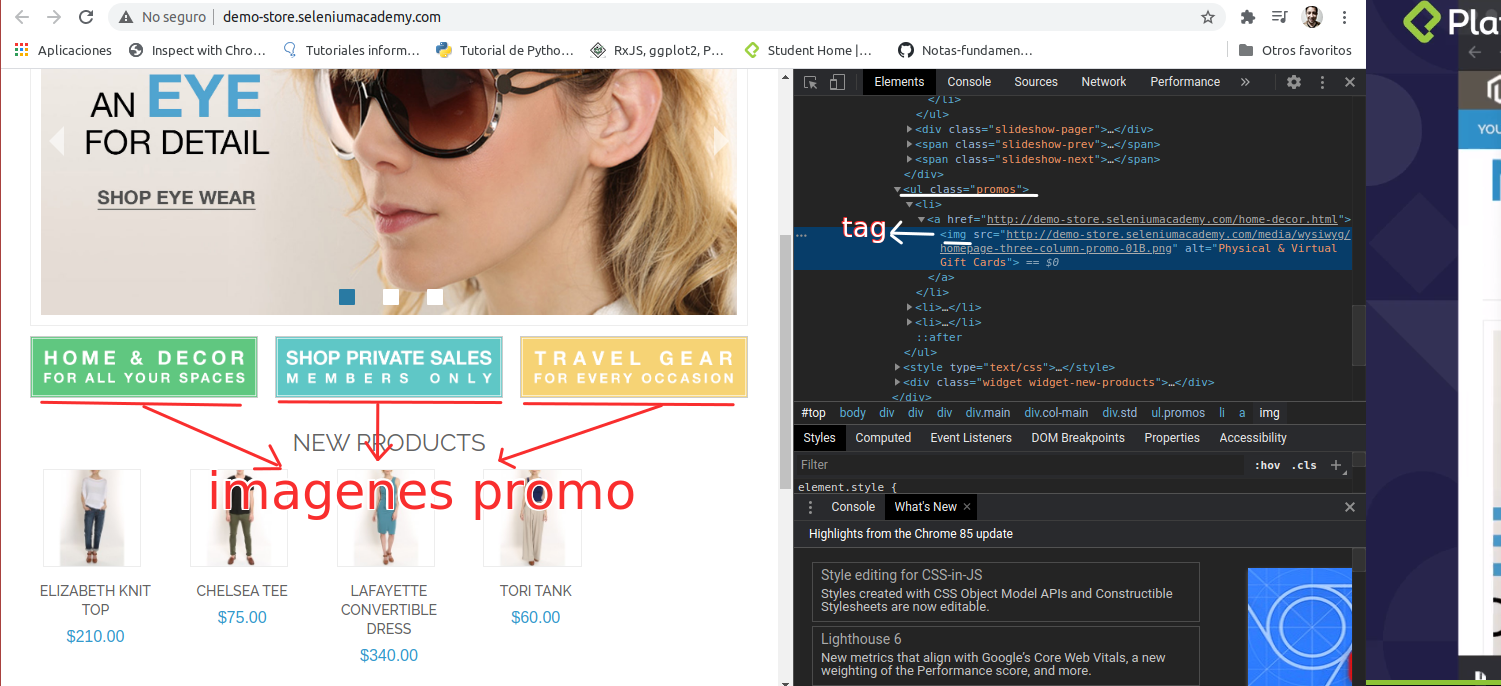 No seguro
demo-store.seleniumacademy.com
Aplicaciones
Inspect with Chro…
Tutoriales inform…
Tutorial de Pytho…
RxJS, ggplot2, P…
Student Home |…
Notas-fundamen…
Otros favoritos
AN EYE
FOR DETAIL
SHOP EYE WEAR
HOME & DECOR
FOR ALL YOUR SPACES
SHOP PRIVATE SALES
MEMBERS ONLY
TRAVEL GEAR
FOR EVERY OCCASION
NEW PRODUCTS
imagenes promo
ELIZABETH KNIT
TOP
$210.00
CHELSEA TEE
$75.00
LAFAYETTE
CONVERTIBLE
DRESS
$340.00
TORI TANK
$60.00
Elements
Console
Sources
Network
Performance
»
</li>
</ul>
<div class="slideshow-pager">…</div>
<span class="slideshow-prev">…</span>
<span class="slideshow-next">…</span>
</div>
<ul class="promos">
<li>
<a href="http://demo-store.seleniumacademy.com/home-decor.html">
tag
<img src="http://demo-store.seleniumacademy.com/media/wysiwyg/
homepage-three-column-promo-01B.png" alt="Physical & Virtual
Gift Cards"> == $0
</a>
</li>
<li>…</li>
<li>…</li>
::after
</ul>
<style type="text/css">…</style>
<div class="widget widget-new-products">…</div>
</div>
#top body div div div div.main div.col-main div.std ul.promos li a img
Styles
Computed
Event Listeners
DOM Breakpoints
Properties
Accessibility
Filter
:hov .cls +
element.style {
Console
What's New
Highlights from the Chrome 85 update
Style editing for CSS-in-JS
Styles created with CSS Object Model APIs and Constructible
Stylesheets are now editable.
Lighthouse 6
New metrics that align with Google's Core Web Vitals, a new
weighting of the Performance score, and more.
Plat
YOU